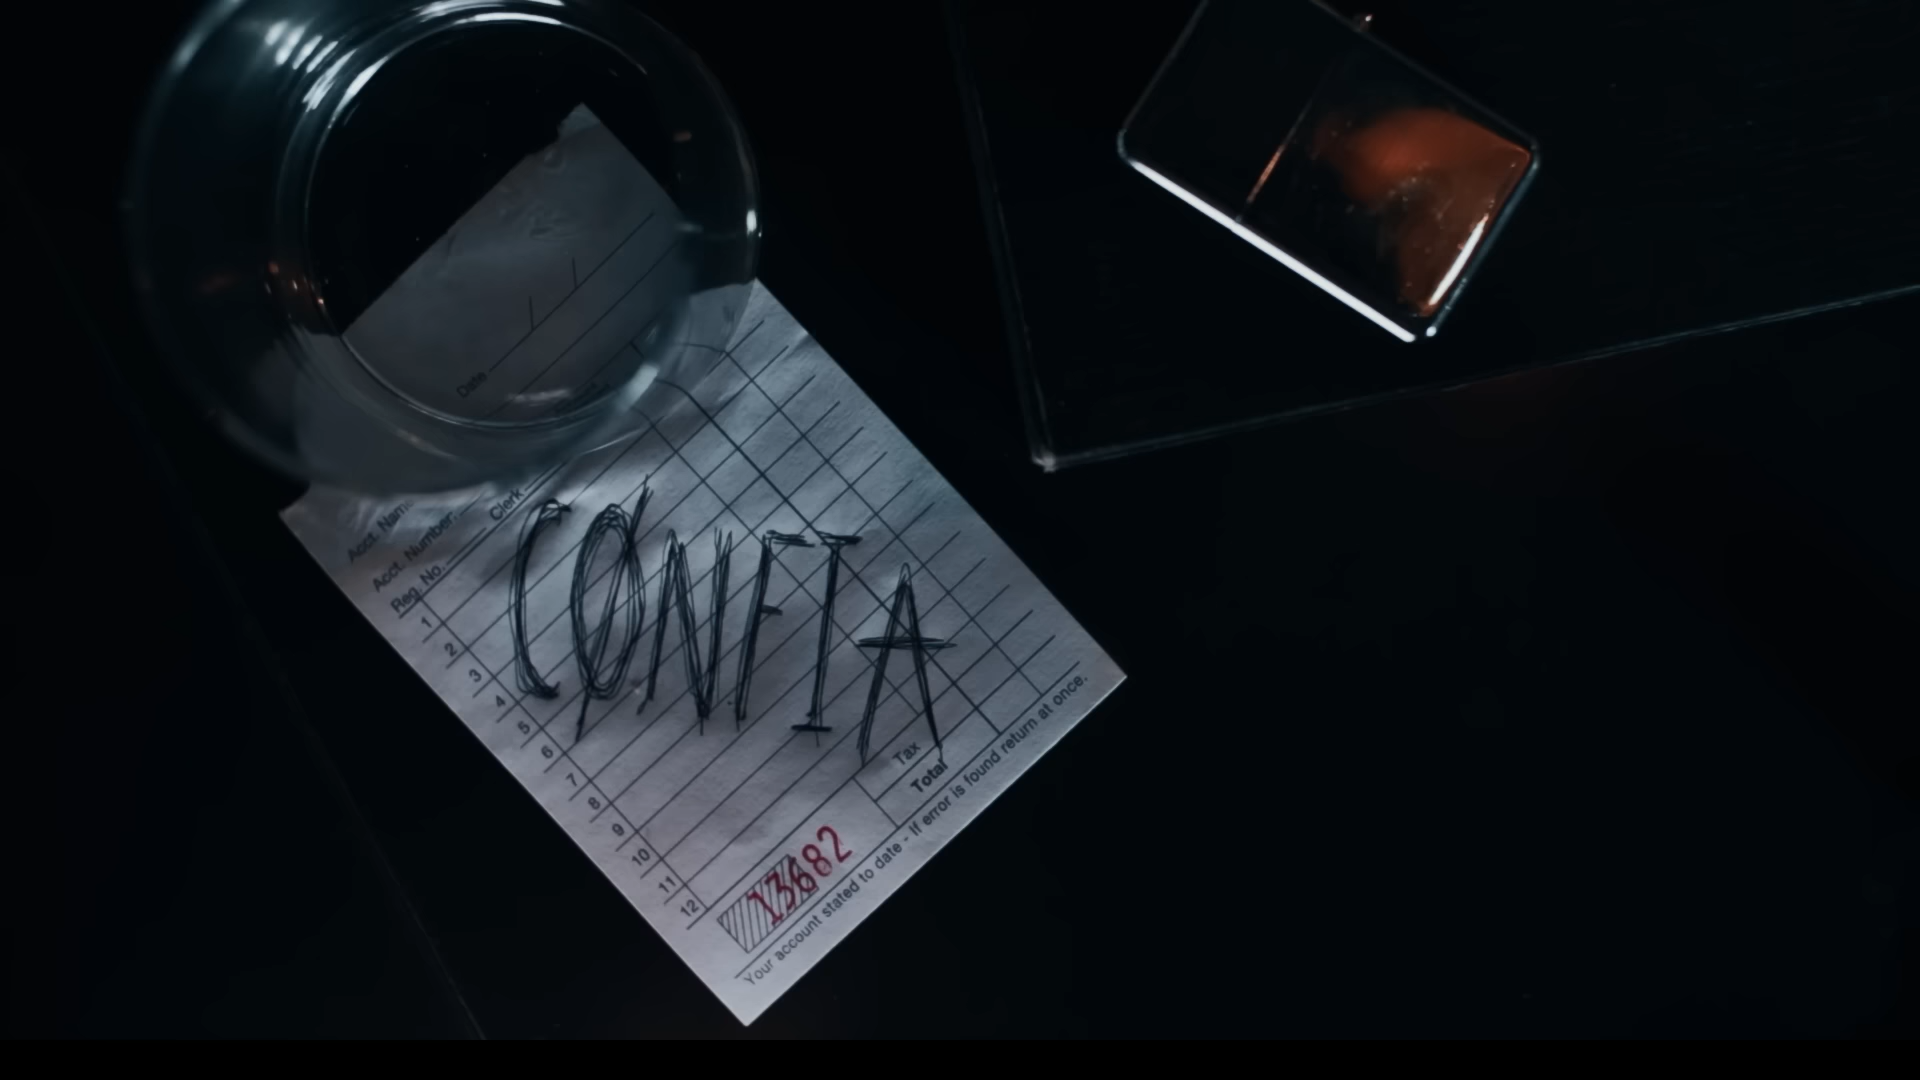 Date
Acct. Name
Acct. Number.
Reg. No.
Clerk
CØNFIA
1
2
3
4
5
6
7
8
9
10
11
12
Tax
Total
13682
Your account stated to date - If error is found return at once.